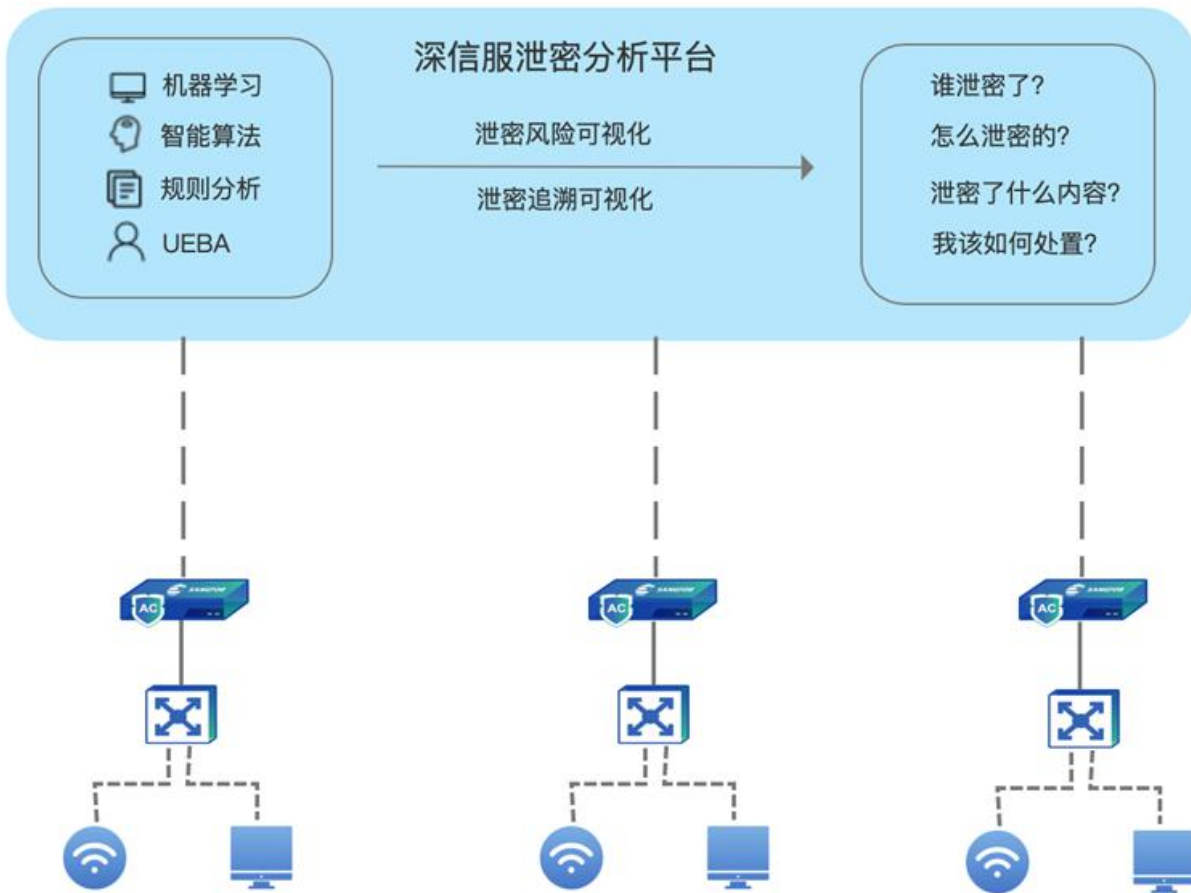 深信服泄密分析平台
机器学习
智能算法
规则分析
UEBA
泄密风险可视化
泄密追溯可视化
谁泄密了?
怎么泄密的?
泄密了什么内容?
我该如何处置?
SANGFOR
AC
SANGFOR
AC
SANGFOR
AC